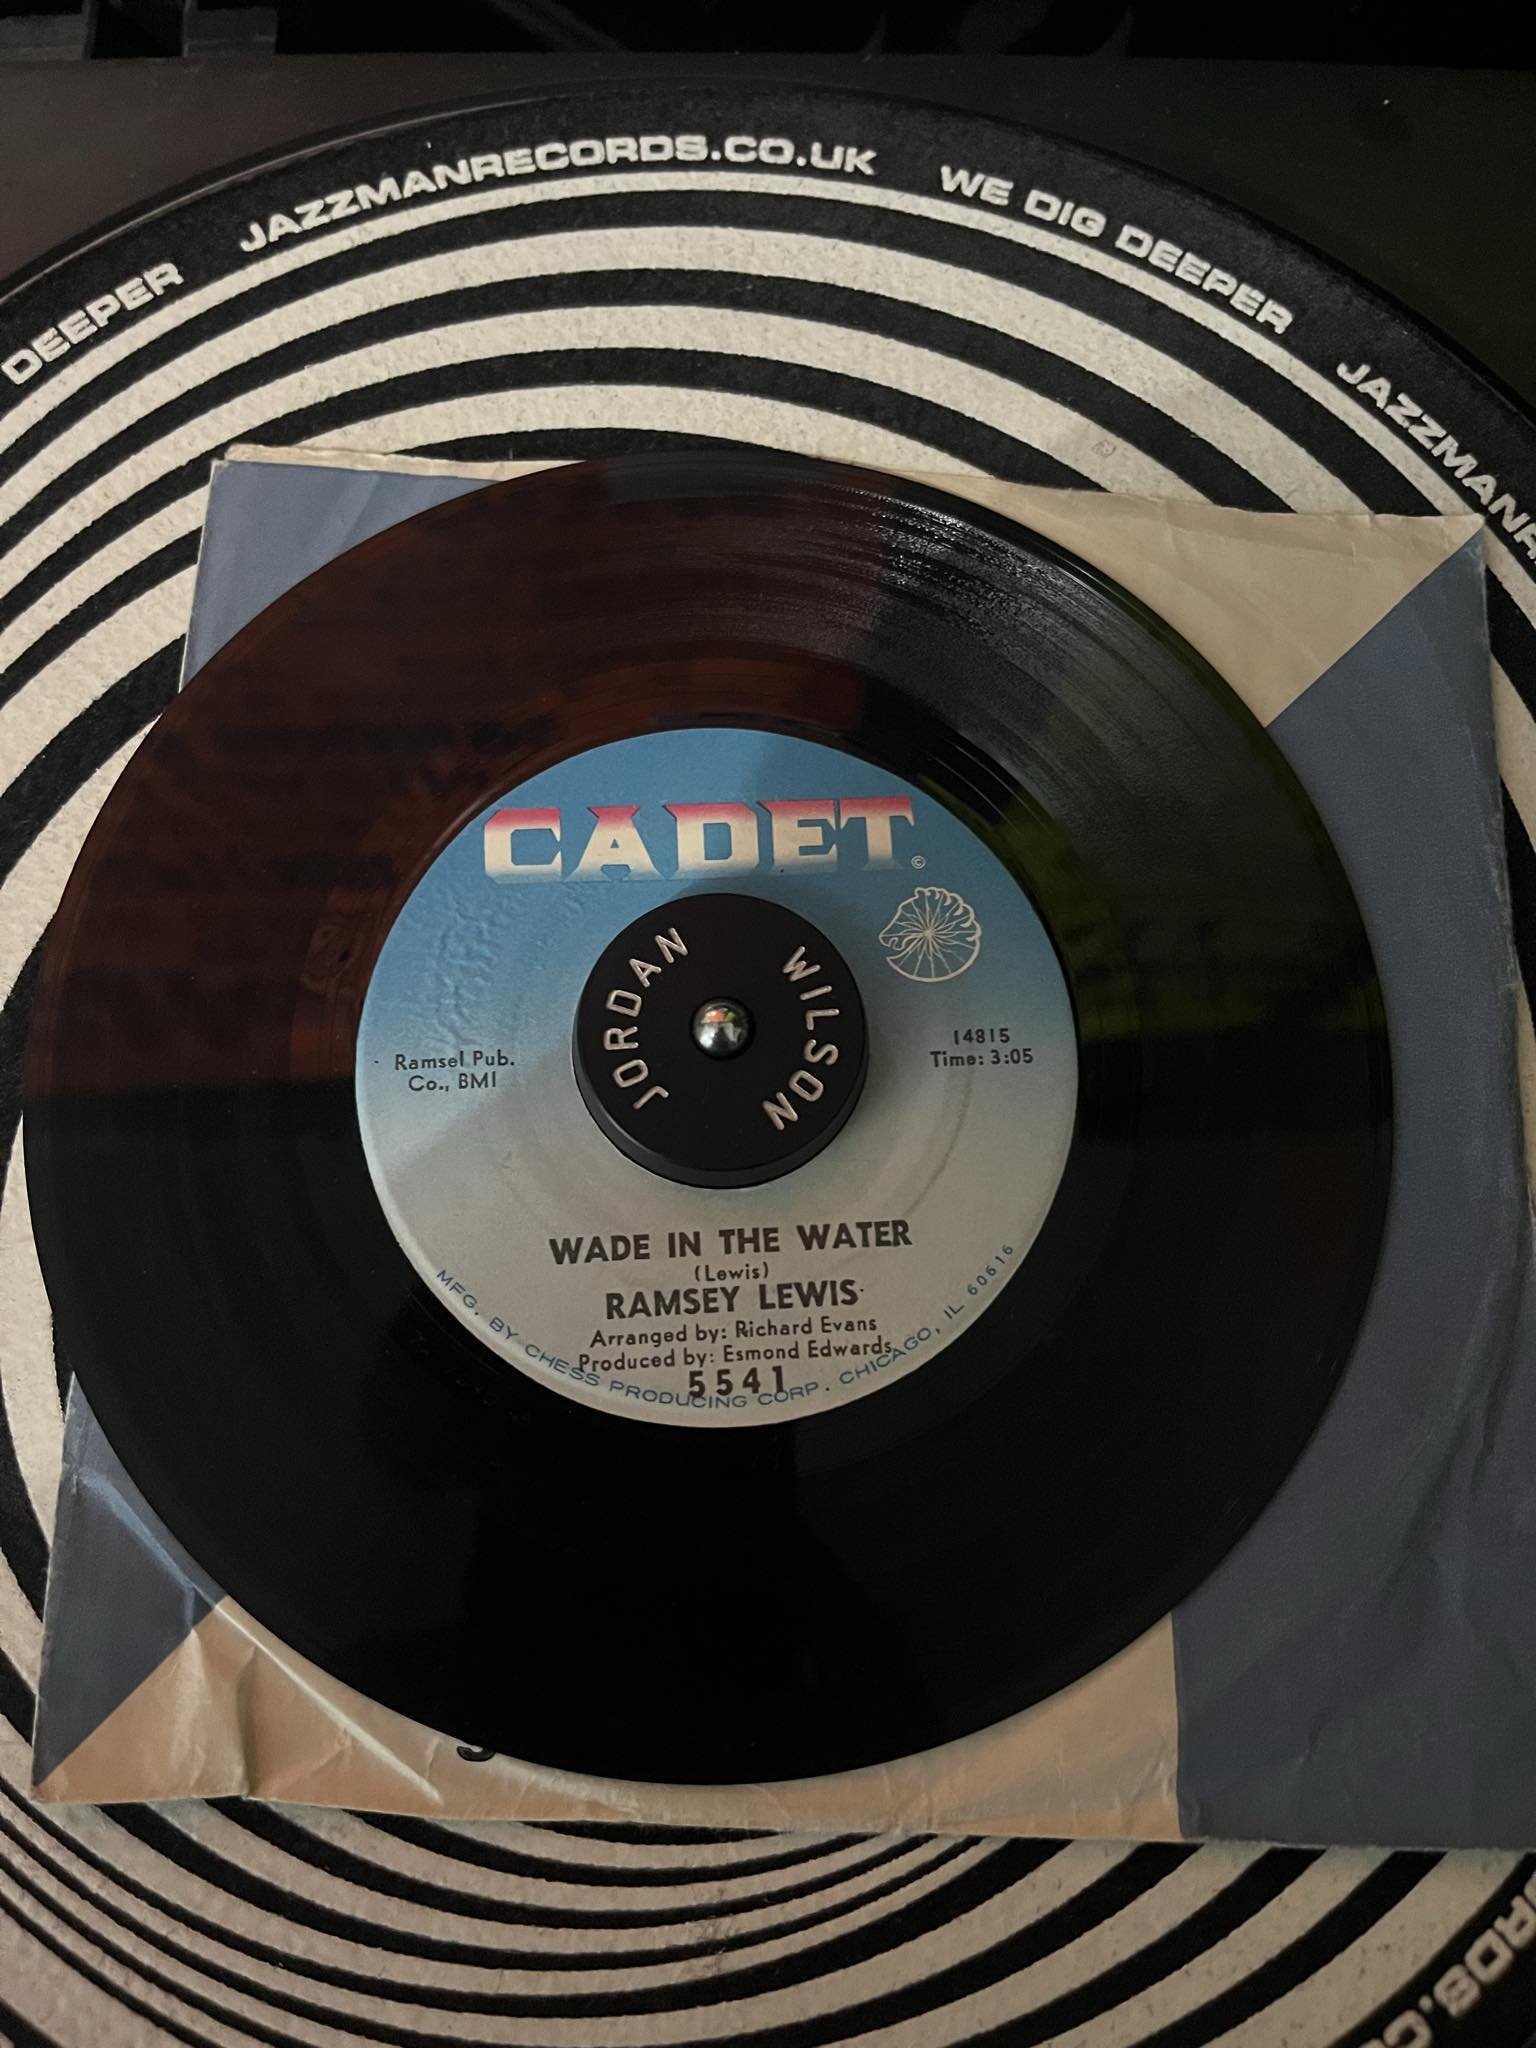 DEEPER JAZZMANRECORDS.CO.UK WE DIG DEEPER JAZZMANR
CADET
©
JORDAN WILSON
Ramsel Pub.
Co., BMI
14815
Time: 3:05
WADE IN THE WATER
(Lewis)
RAMSEY LEWIS
Arranged by: Richard Evans
Produced by: Esmond Edwards
5541
MFG. BY CHESS PRODUCING CORP. CHICAGO, IL 60616
RDS.C